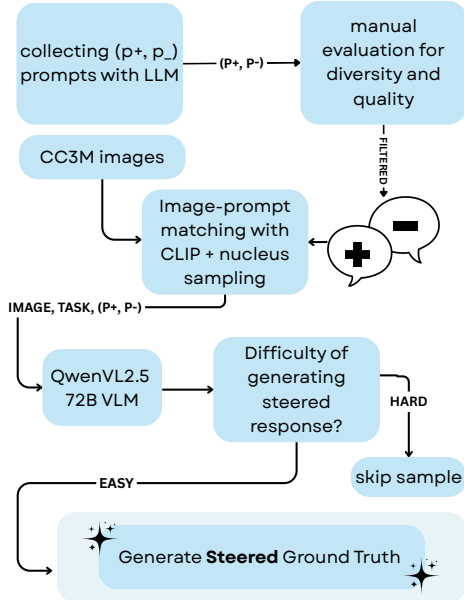 collecting (p+, p_)
prompts with LLM
(P+, P-)
manual
evaluation for
diversity and
quality
FILTERED
CC3M images
Image-prompt
matching with
CLIP + nucleus
sampling
IMAGE, TASK, (P+, P-)
QwenVL2.5
72B VLM
Difficulty of
generating
steered
response?
HARD
skip sample
EASY
Generate Steered Ground Truth